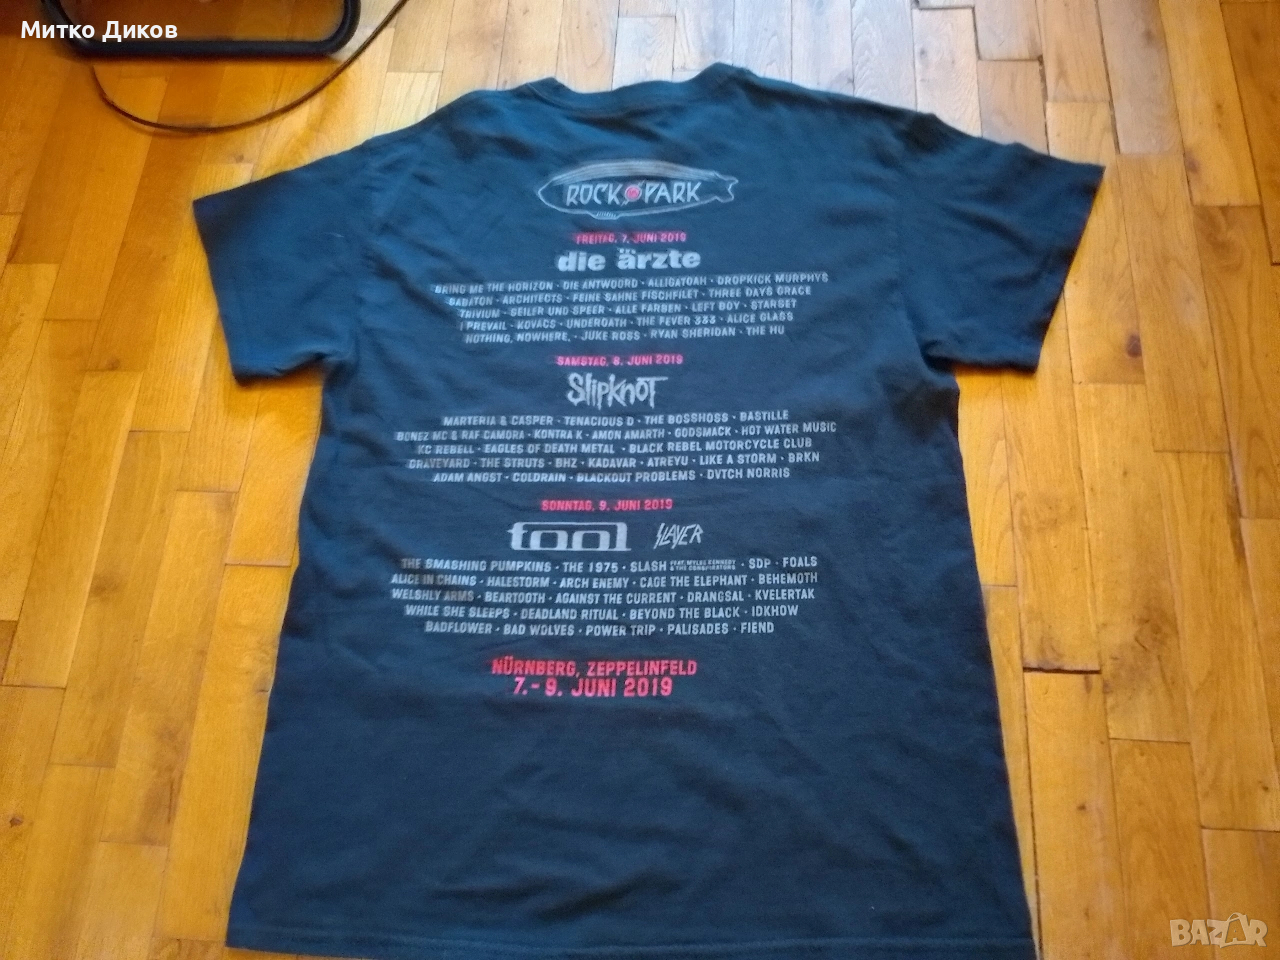 Митко Диков
ROCK IM PARK
FREITAG, 7. JUNI 2019
die ärzte
BRING ME THE HORIZON · DIE ANTWOORD · ALLIGATOAH · DROPKICK MURPHYS
SABATON · ARCHITECTS · FEINE SAHNE FISCHFILET · THREE DAYS GRACE
TRIVIUM · SEILER UND SPEER · ALLE FARBEN · LEFT BOY · STARSET
I PREVAIL · KOVACS · UNDEROATH · THE FEVER 333 · ALICE GLASS
NOTHING, NOWHERE. · JUKE ROSS · RYAN SHERIDAN · THE HU
SAMSTAG, 8. JUNI 2019
SlipKnoT
MARTERIA & CASPER · TENACIOUS D · THE BOSSHOSS · BASTILLE
BONEZ MC & RAF CAMORA · KONTRA K · AMON AMARTH · GODSMACK · HOT WATER MUSIC
KC REBELL · EAGLES OF DEATH METAL · BLACK REBEL MOTORCYCLE CLUB
GRAVEYARD · THE STRUTS · BHZ · KADAVAR · ATREYU · LIKE A STORM · BRKN
ADAM ANGST · COLDRAIN · BLACKOUT PROBLEMS · DVTCH NORRIS
SONNTAG, 9. JUNI 2019
tool SLAYER
THE SMASHING PUMPKINS · THE 1975 · SLASH FEAT. MYLES KENNEDY & THE CONSPIRATORS · SDP · FOALS
ALICE IN CHAINS · HALESTORM · ARCH ENEMY · CAGE THE ELEPHANT · BEHEMOTH
WELSHLY ARMS · BEARTOOTH · AGAINST THE CURRENT · DRANGSAL · KVELERTAK
WHILE SHE SLEEPS · DEADLAND RITUAL · BEYOND THE BLACK · IDKHOW
BADFLOWER · BAD WOLVES · POWER TRIP · PALISADES · FIEND
NÜRNBERG, ZEPPELINFELD
7.- 9. JUNI 2019
BAZAR